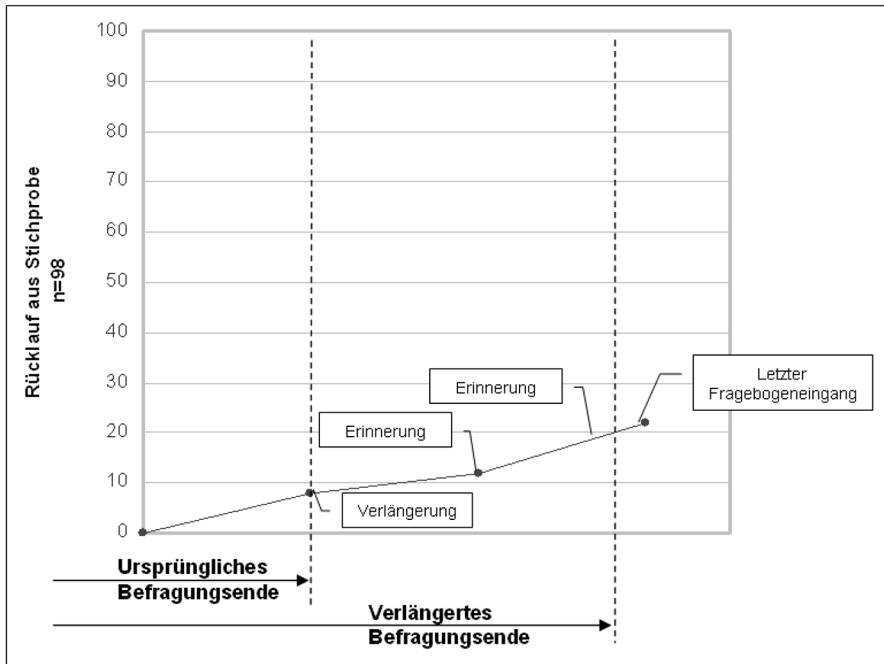 100
90
80
70
60
50
40
30
20
10
0
Rücklauf aus Stichprobe
n=98
Erinnerung
Erinnerung
Letzter
Fragebogeneingang
Verlängerung
Ursprüngliches
Befragungsende
Verlängertes
Befragungsende